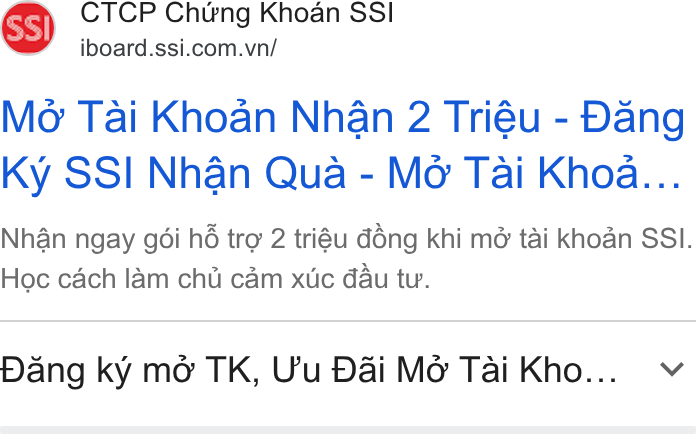 SSI
CTCP Chứng Khoán SSI
iboard.ssi.com.vn/
Mở Tài Khoản Nhận 2 Triệu - Đăng
Ký SSI Nhận Quà - Mở Tài Khoả...
Nhận ngay gói hỗ trợ 2 triệu đồng khi mở tài khoản SSI.
Học cách làm chủ cảm xúc đầu tư.
Đăng ký mở TK, Ưu Đãi Mở Tài Kho...